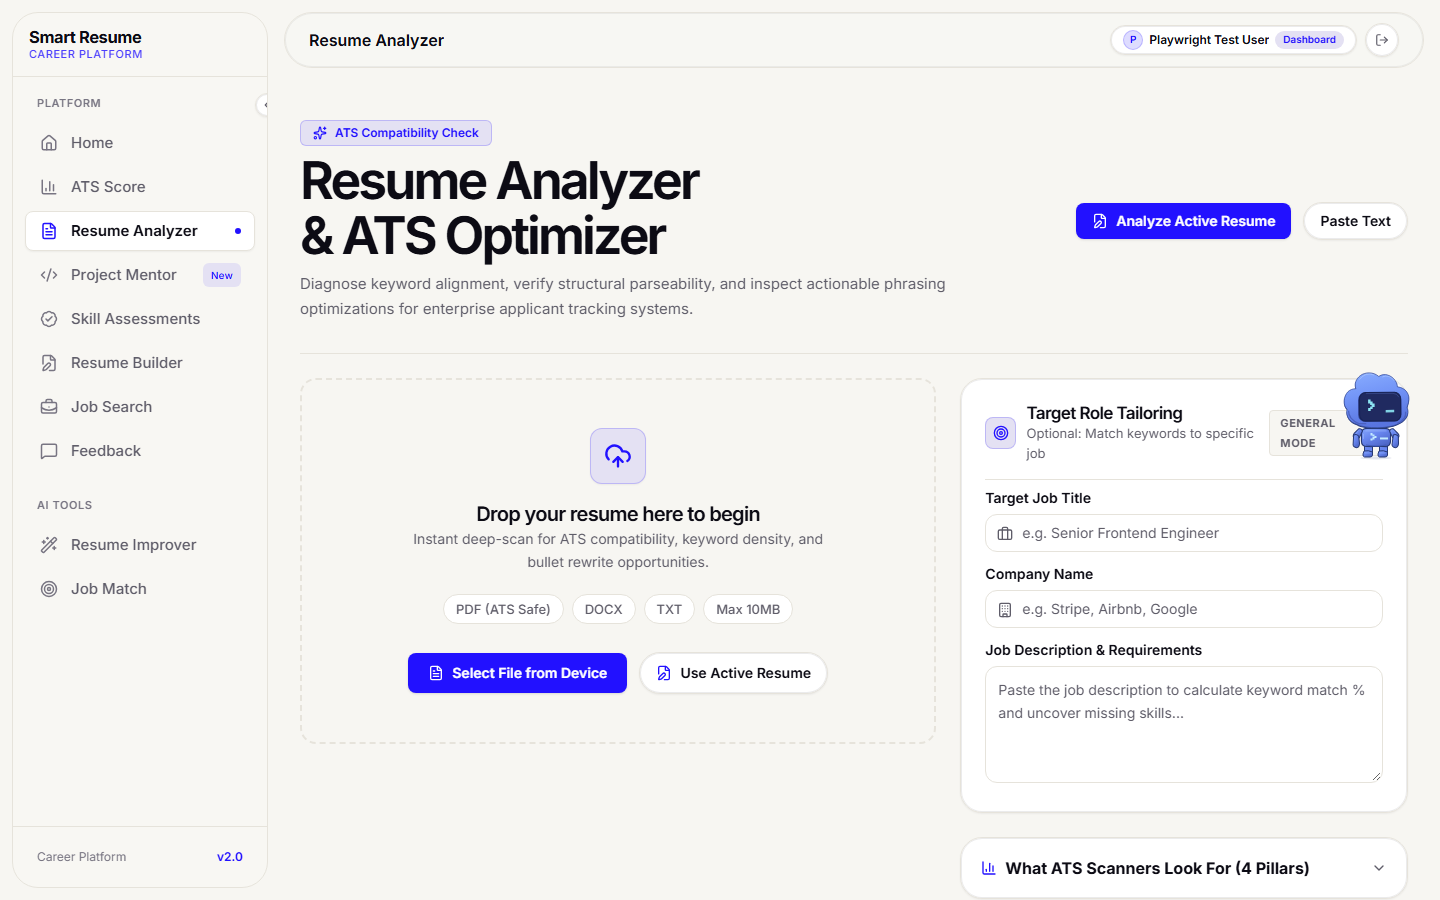 Smart Resume
CAREER PLATFORM
PLATFORM
Home
ATS Score
Resume Analyzer
Project Mentor New
Skill Assessments
Resume Builder
Job Search
Feedback
AI TOOLS
Resume Improver
Job Match
Career Platform v2.0
Resume Analyzer
P Playwright Test User Dashboard
ATS Compatibility Check
Resume Analyzer
& ATS Optimizer
Diagnose keyword alignment, verify structural parseability, and inspect actionable phrasing
optimizations for enterprise applicant tracking systems.
Analyze Active Resume Paste Text
Drop your resume here to begin
Instant deep-scan for ATS compatibility, keyword density, and
bullet rewrite opportunities.
PDF (ATS Safe) DOCX TXT Max 10MB
Select File from Device Use Active Resume
Target Role Tailoring
Optional: Match keywords to specific
job
GENERAL
MODE
Target Job Title
e.g. Senior Frontend Engineer
Company Name
e.g. Stripe, Airbnb, Google
Job Description & Requirements
Paste the job description to calculate keyword match %
and uncover missing skills...
What ATS Scanners Look For (4 Pillars)